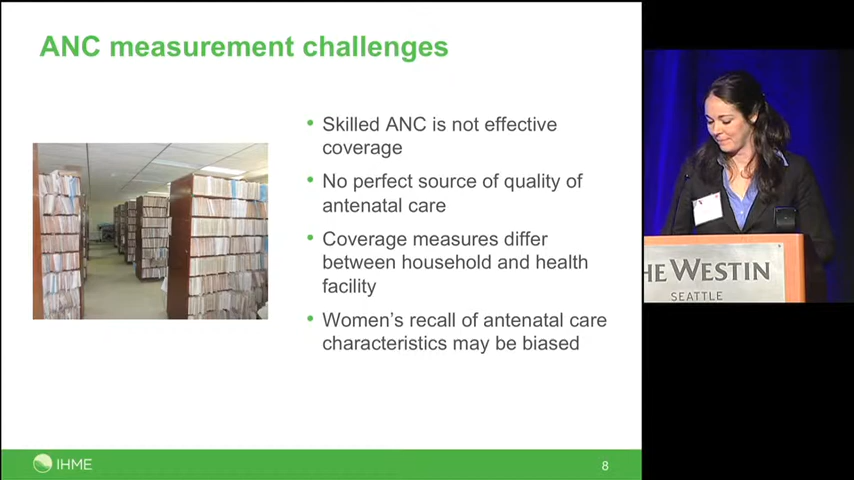 ANC measurement challenges
• Skilled ANC is not effective
coverage
• No perfect source of quality of
antenatal care
• Coverage measures differ
between household and health
facility
• Women's recall of antenatal care
characteristics may be biased
IHME
8
HE WESTIN
SEATTLE